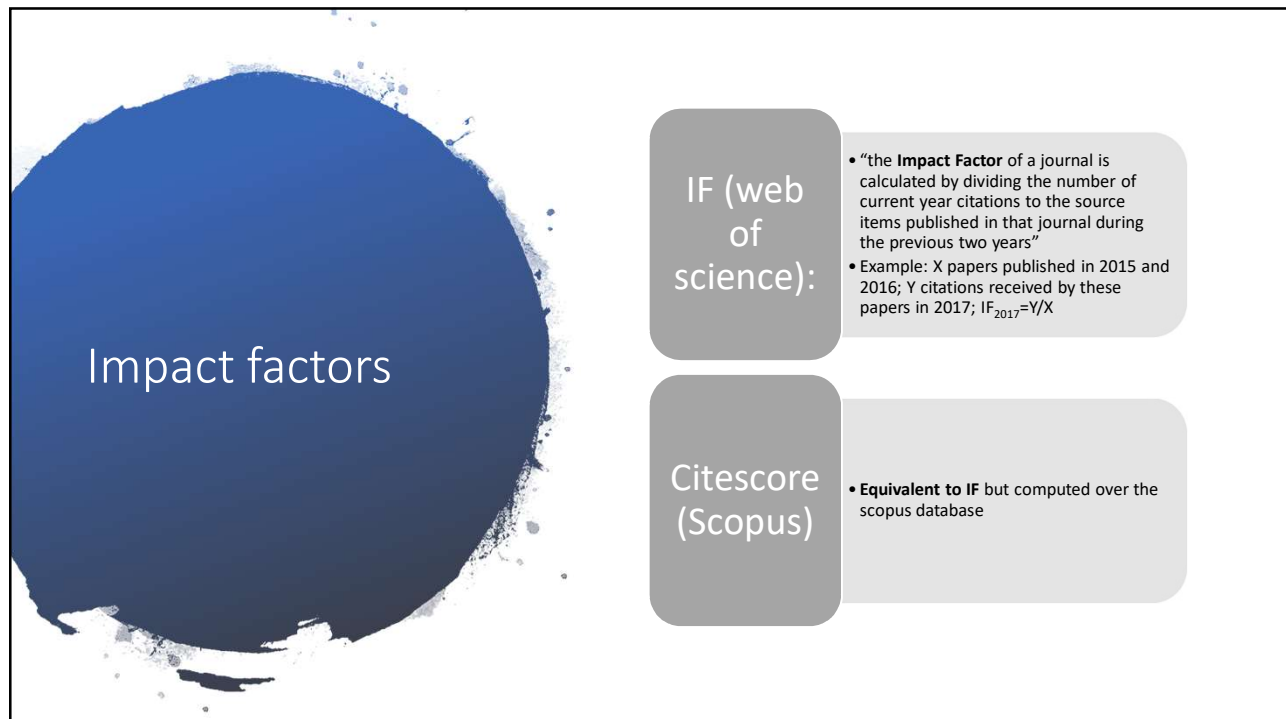 Impact factors
IF (web
of
science):
• “the Impact Factor of a journal is
calculated by dividing the number of
current year citations to the source
items published in that journal during
the previous two years”
• Example: X papers published in 2015 and
2016; Y citations received by these
papers in 2017; IF₂₀₁₇=Y/X
Citescore
(Scopus)
• Equivalent to IF but computed over the
scopus database